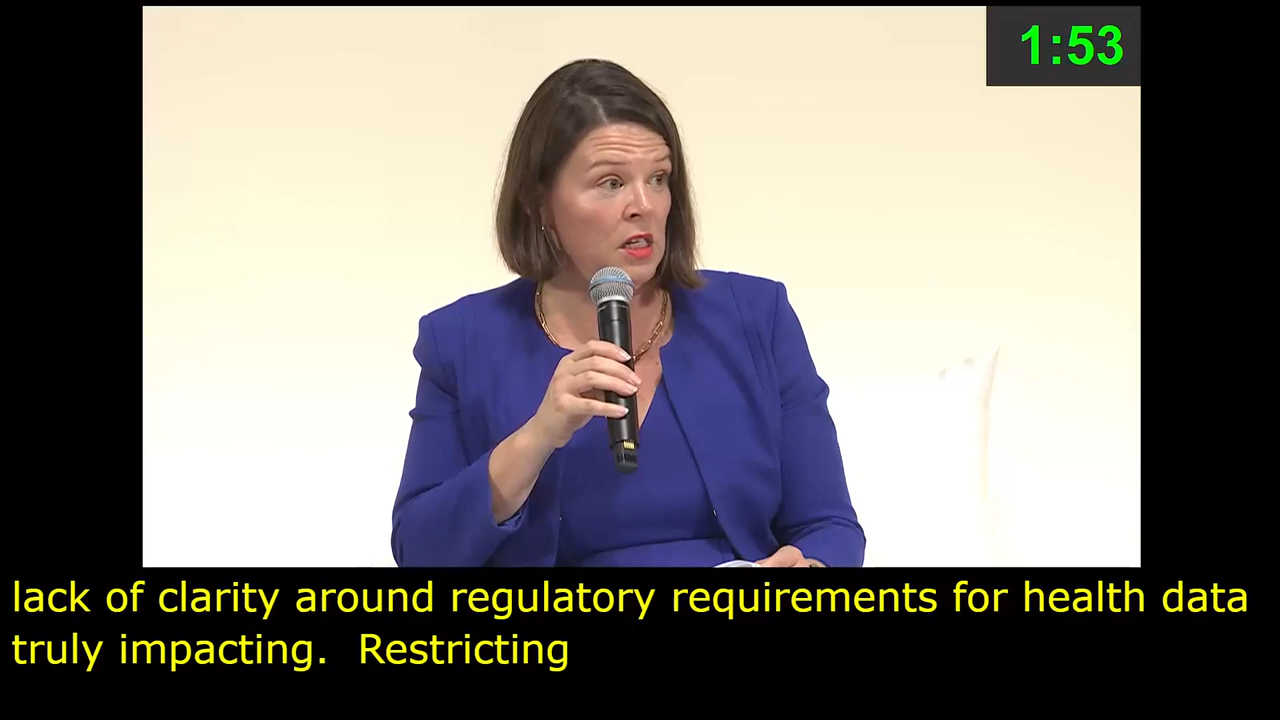 1:53
lack of clarity around regulatory requirements for health data
truly impacting.  Restricting